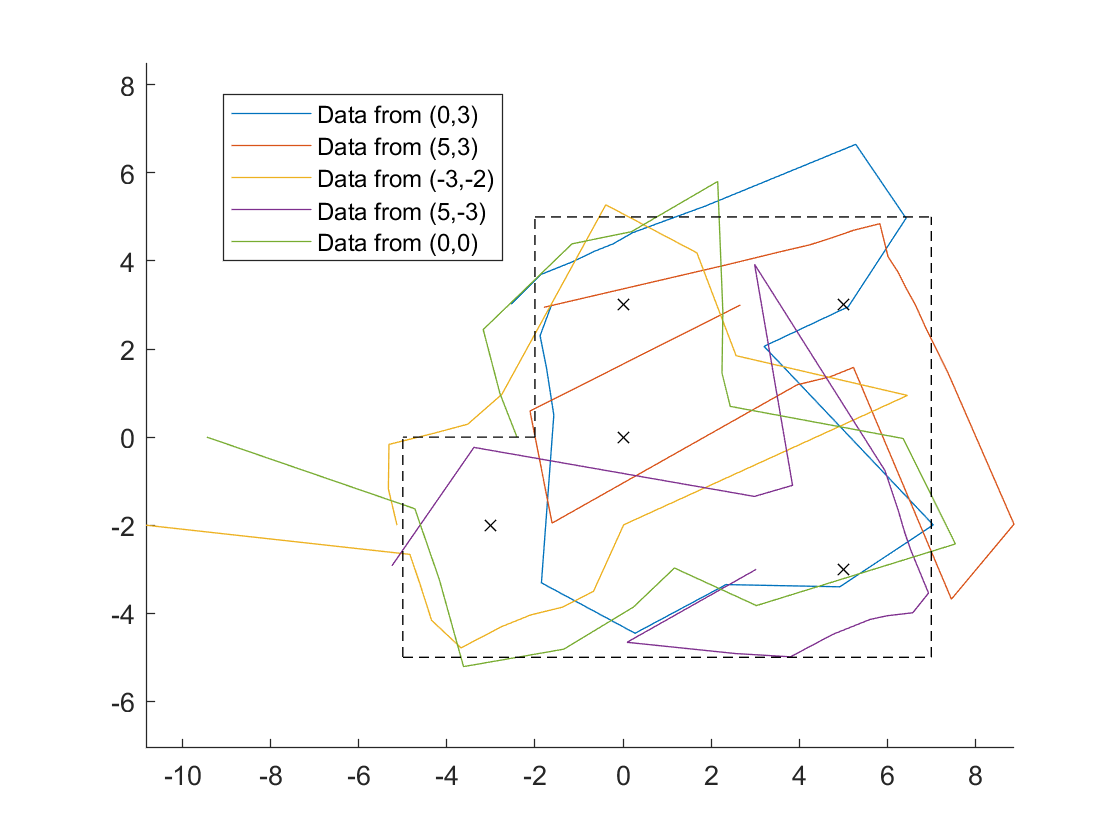 8
6
4
2
0
-2
-4
-6
-10 -8 -6 -4 -2 0 2 4 6 8
Data from (0,3)
Data from (5,3)
Data from (-3,-2)
Data from (5,-3)
Data from (0,0)